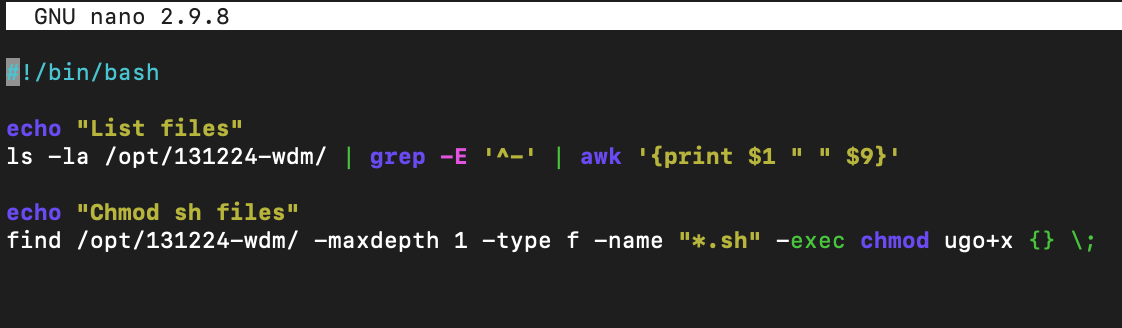 GNU nano 2.9.8
#!/bin/bash
echo "List files"
ls -la /opt/131224-wdm/ | grep -E '^-' | awk '{print $1 " " $9}'
echo "Chmod sh files"
find /opt/131224-wdm/ -maxdepth 1 -type f -name "*.sh" -exec chmod ugo+x {} \;